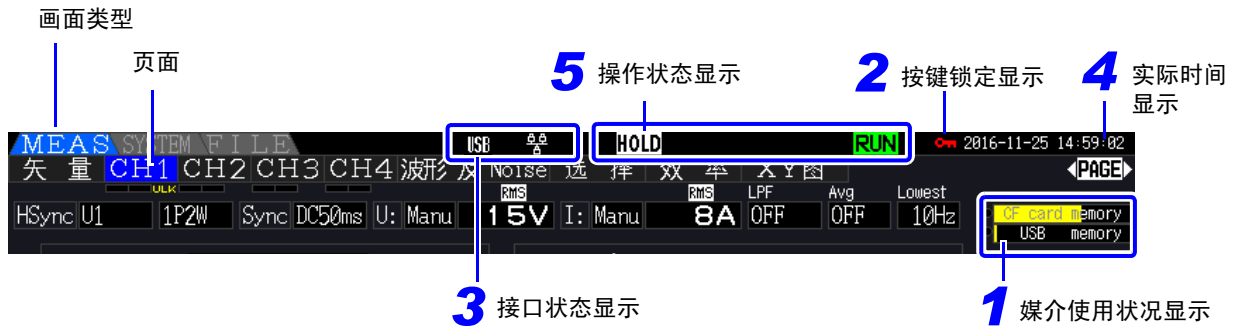 画面类型
页面
5 操作状态显示
2 按键锁定显示
4 实际时间
显示
MEAS SYSTEM FILE USB HOLD RUN 2016-11-25 14:59:02
矢量 CH1 CH2 CH3 CH4 波形 及 Noise 选择 效率 XY图 PAGE
ULK RMS RMS LPF Avg Lowest
HSync U1 1P2W Sync DC50ms U: Manu 15V I: Manu 8A OFF OFF 10Hz
CF card memory
USB memory
3 接口状态显示
1 媒介使用状况显示